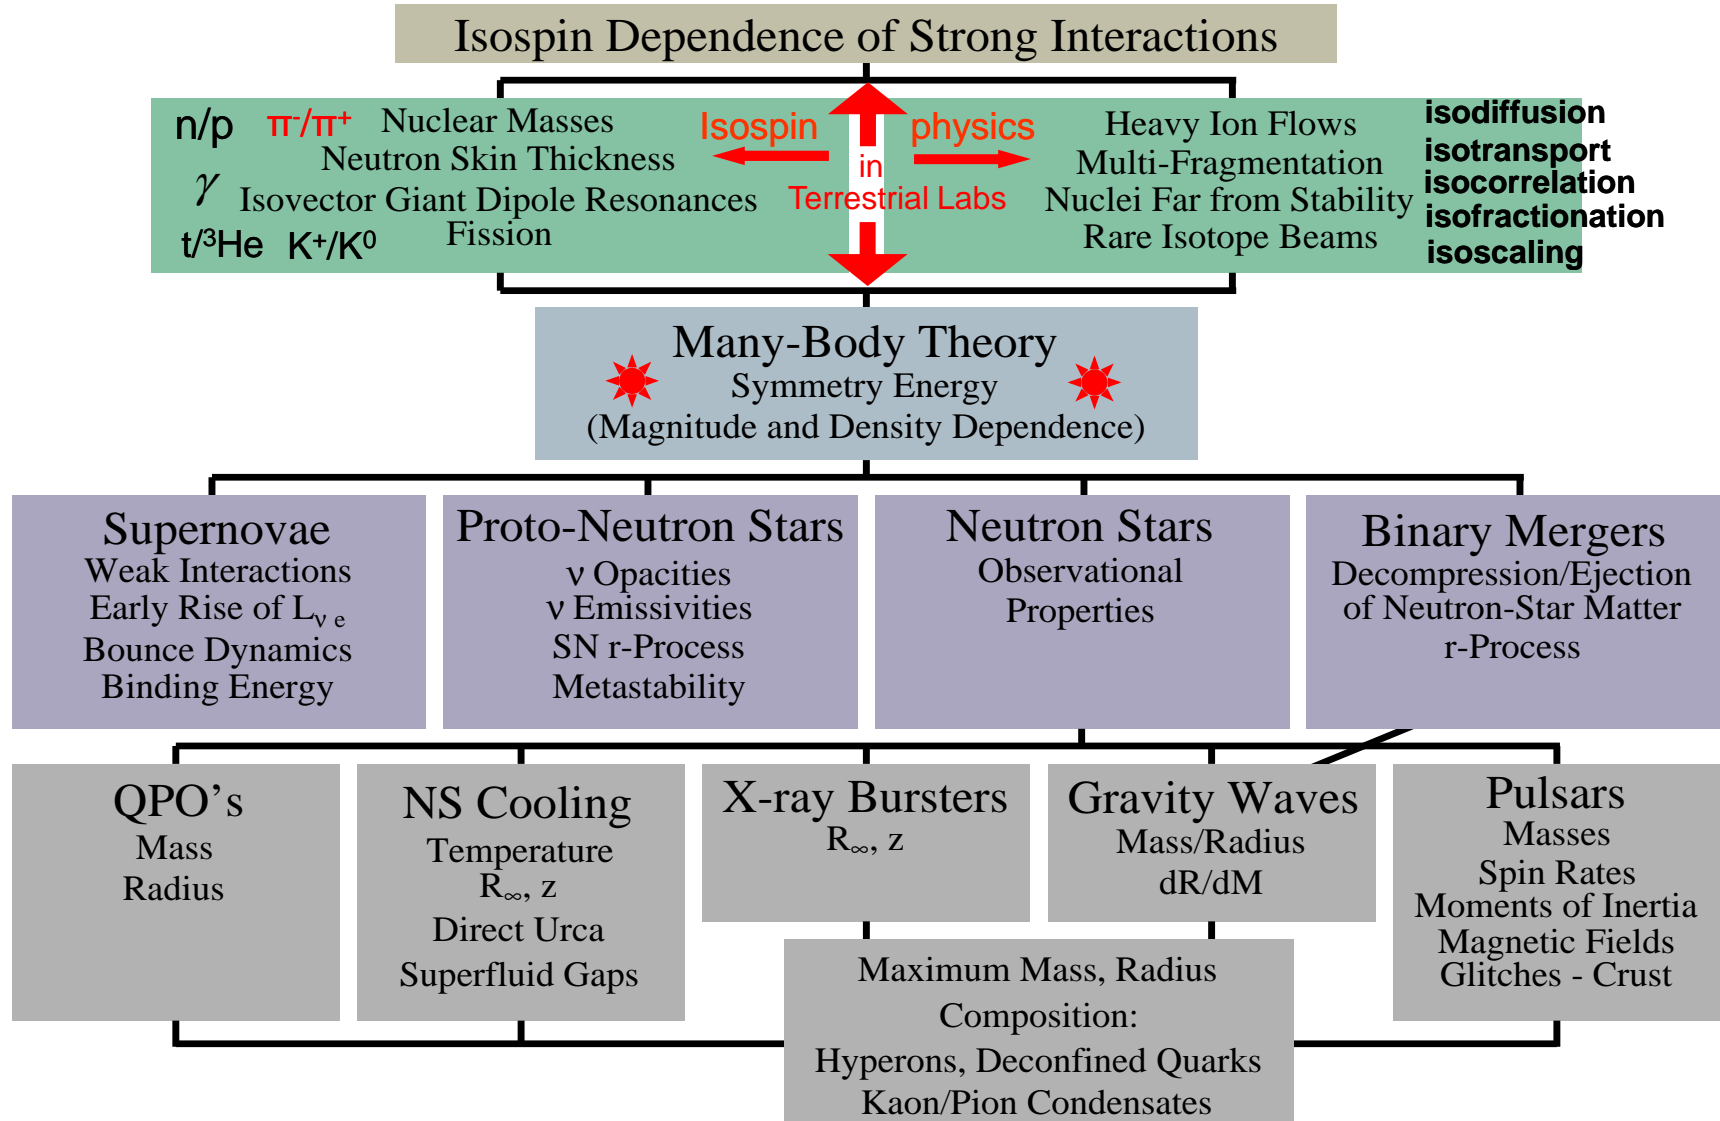 Isospin Dependence of Strong Interactions
n/p π⁻/π⁺
γ
t/³He K⁺/K⁰
Nuclear Masses
Neutron Skin Thickness
Isovector Giant Dipole Resonances
Fission
Isospin physics
in
Terrestrial Labs
Heavy Ion Flows
Multi-Fragmentation
Nuclei Far from Stability
Rare Isotope Beams
isodiffusion
isotransport
isocorrelation
isofractionation
isoscaling
Many-Body Theory
Symmetry Energy
(Magnitude and Density Dependence)
Supernovae
Weak Interactions
Early Rise of L_ν e
Bounce Dynamics
Binding Energy
Proto-Neutron Stars
ν Opacities
ν Emissivities
SN r-Process
Metastability
Neutron Stars
Observational
Properties
Binary Mergers
Decompression/Ejection
of Neutron-Star Matter
r-Process
QPO’s
Mass
Radius
NS Cooling
Temperature
R∞, z
Direct Urca
Superfluid Gaps
X-ray Bursters
R∞, z
Gravity Waves
Mass/Radius
dR/dM
Pulsars
Masses
Spin Rates
Moments of Inertia
Magnetic Fields
Glitches - Crust
Maximum Mass, Radius
Composition:
Hyperons, Deconfined Quarks
Kaon/Pion Condensates